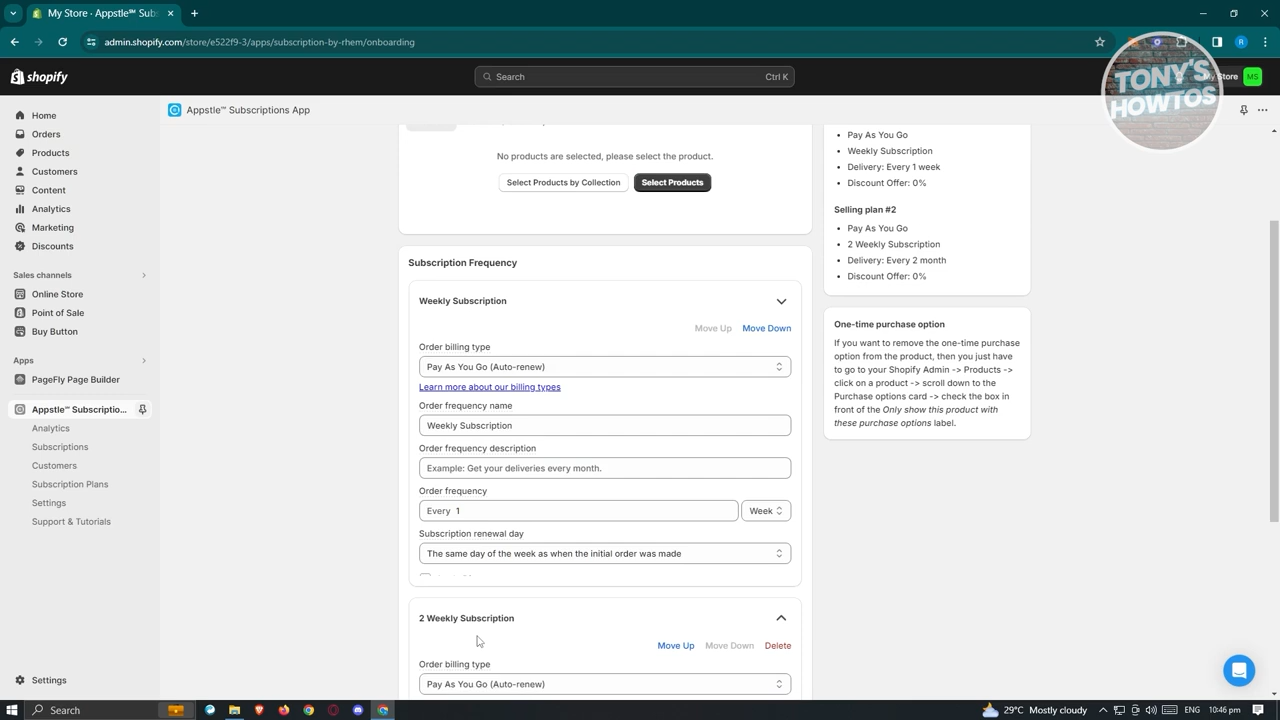 My Store · Appstle℠ Sub
admin.shopify.com/store/e522f9-3/apps/subscription-by-rhem/onboarding
R
shopify
Search
Ctrl K
My Store
MS
TONY'S
HOWTOS
Home
Orders
Products
Customers
Content
Analytics
Marketing
Discounts
Sales channels
Online Store
Point of Sale
Buy Button
Apps
PageFly Page Builder
Appstle℠ Subscriptio...
Analytics
Subscriptions
Customers
Subscription Plans
Settings
Support & Tutorials
Settings
Appstle℠ Subscriptions App
No products are selected, please select the product.
Select Products by Collection
Select Products
Subscription Frequency
Weekly Subscription
Move Up
Move Down
Order billing type
Pay As You Go (Auto-renew)
Learn more about our billing types
Order frequency name
Weekly Subscription
Order frequency description
Example: Get your deliveries every month.
Order frequency
Every 1
Week
Subscription renewal day
The same day of the week as when the initial order was made
2 Weekly Subscription
Move Up
Move Down
Delete
Order billing type
Pay As You Go (Auto-renew)
• Pay As You Go
• Weekly Subscription
• Delivery: Every 1 week
• Discount Offer: 0%
Selling plan #2
• Pay As You Go
• 2 Weekly Subscription
• Delivery: Every 2 month
• Discount Offer: 0%
One-time purchase option
If you want to remove the one-time purchase
option from the product, then you just have
to go to your Shopify Admin -> Products ->
click on a product -> scroll down to the
Purchase options card -> check the box in
front of the Only show this product with
these purchase options label.
Search
29°C Mostly cloudy
ENG
10:46 pm